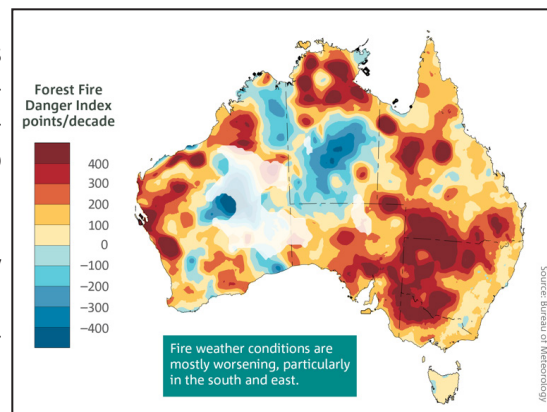 Forest Fire
Danger Index
points/decade
400
300
200
100
0
−100
−200
−300
−400
Fire weather conditions are
mostly worsening, particularly
in the south and east.
Source: Bureau of Meteorology